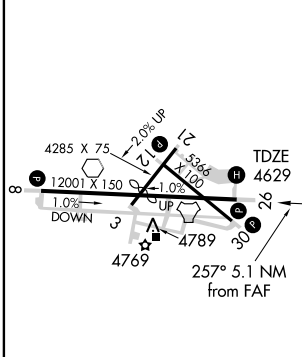 2.0% UP
4285 X 75
P
21
12
5366
X 100
TDZE
4629
H
P
8
12001 X 150
1.0%
1.0%
UP
DOWN
26
P
P
3
30
4789
4769
257° 5.1 NM
from FAF